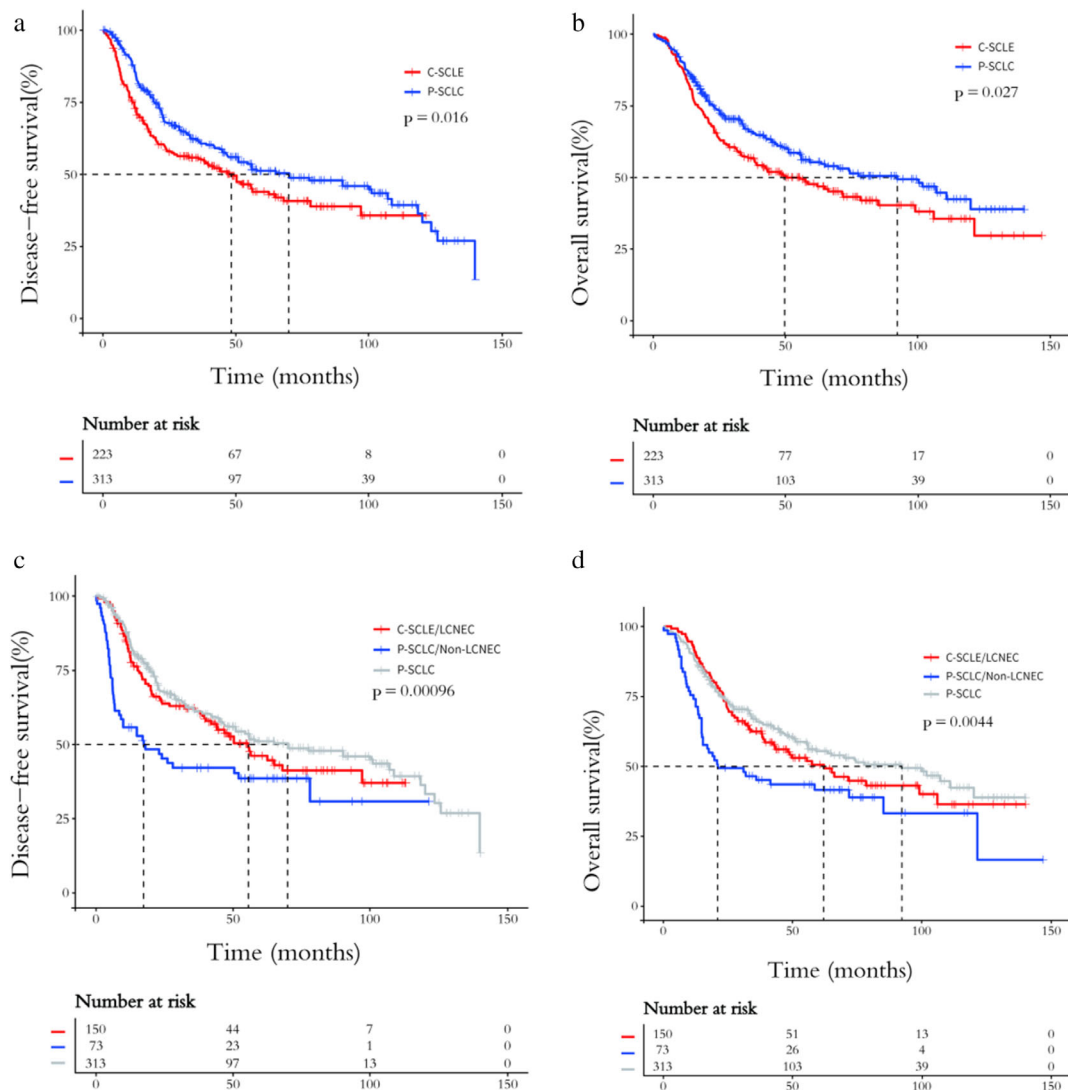 a
100
75
50
25
0
Disease-free survival(%)
C-SCLE
P-SCLC
p = 0.016
0 50 100 150
Time (months)
Number at risk
223 67 8 0
313 97 39 0
0 50 100 150
b
100
75
50
25
0
Overall survival(%)
C-SCLE
P-SCLC
p = 0.027
0 50 100 150
Time (months)
Number at risk
223 77 17 0
313 103 39 0
0 50 100 150
c
100
75
50
25
0
Disease-free survival(%)
C-SCLE/LCNEC
P-SCLC/Non-LCNEC
P-SCLC
p = 0.00096
0 50 100 150
Time (months)
Number at risk
150 44 7 0
73 23 1 0
313 97 13 0
0 50 100 150
d
100
75
50
25
0
Overall survival(%)
C-SCLE/LCNEC
P-SCLC/Non-LCNEC
P-SCLC
p = 0.0044
0 50 100 150
Time (months)
Number at risk
150 51 13 0
73 26 4 0
313 103 39 0
0 50 100 150